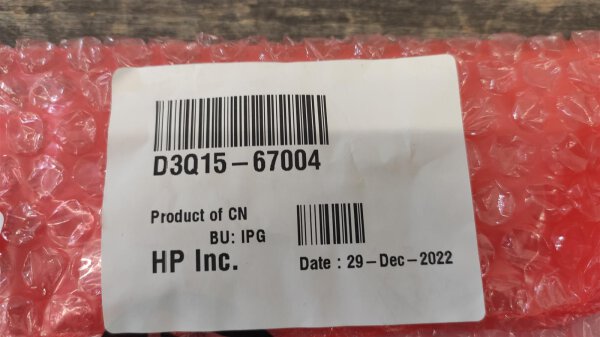 D3Q15-67004
Product of CN
BU: IPG
HP Inc.
Date : 29-Dec-2022